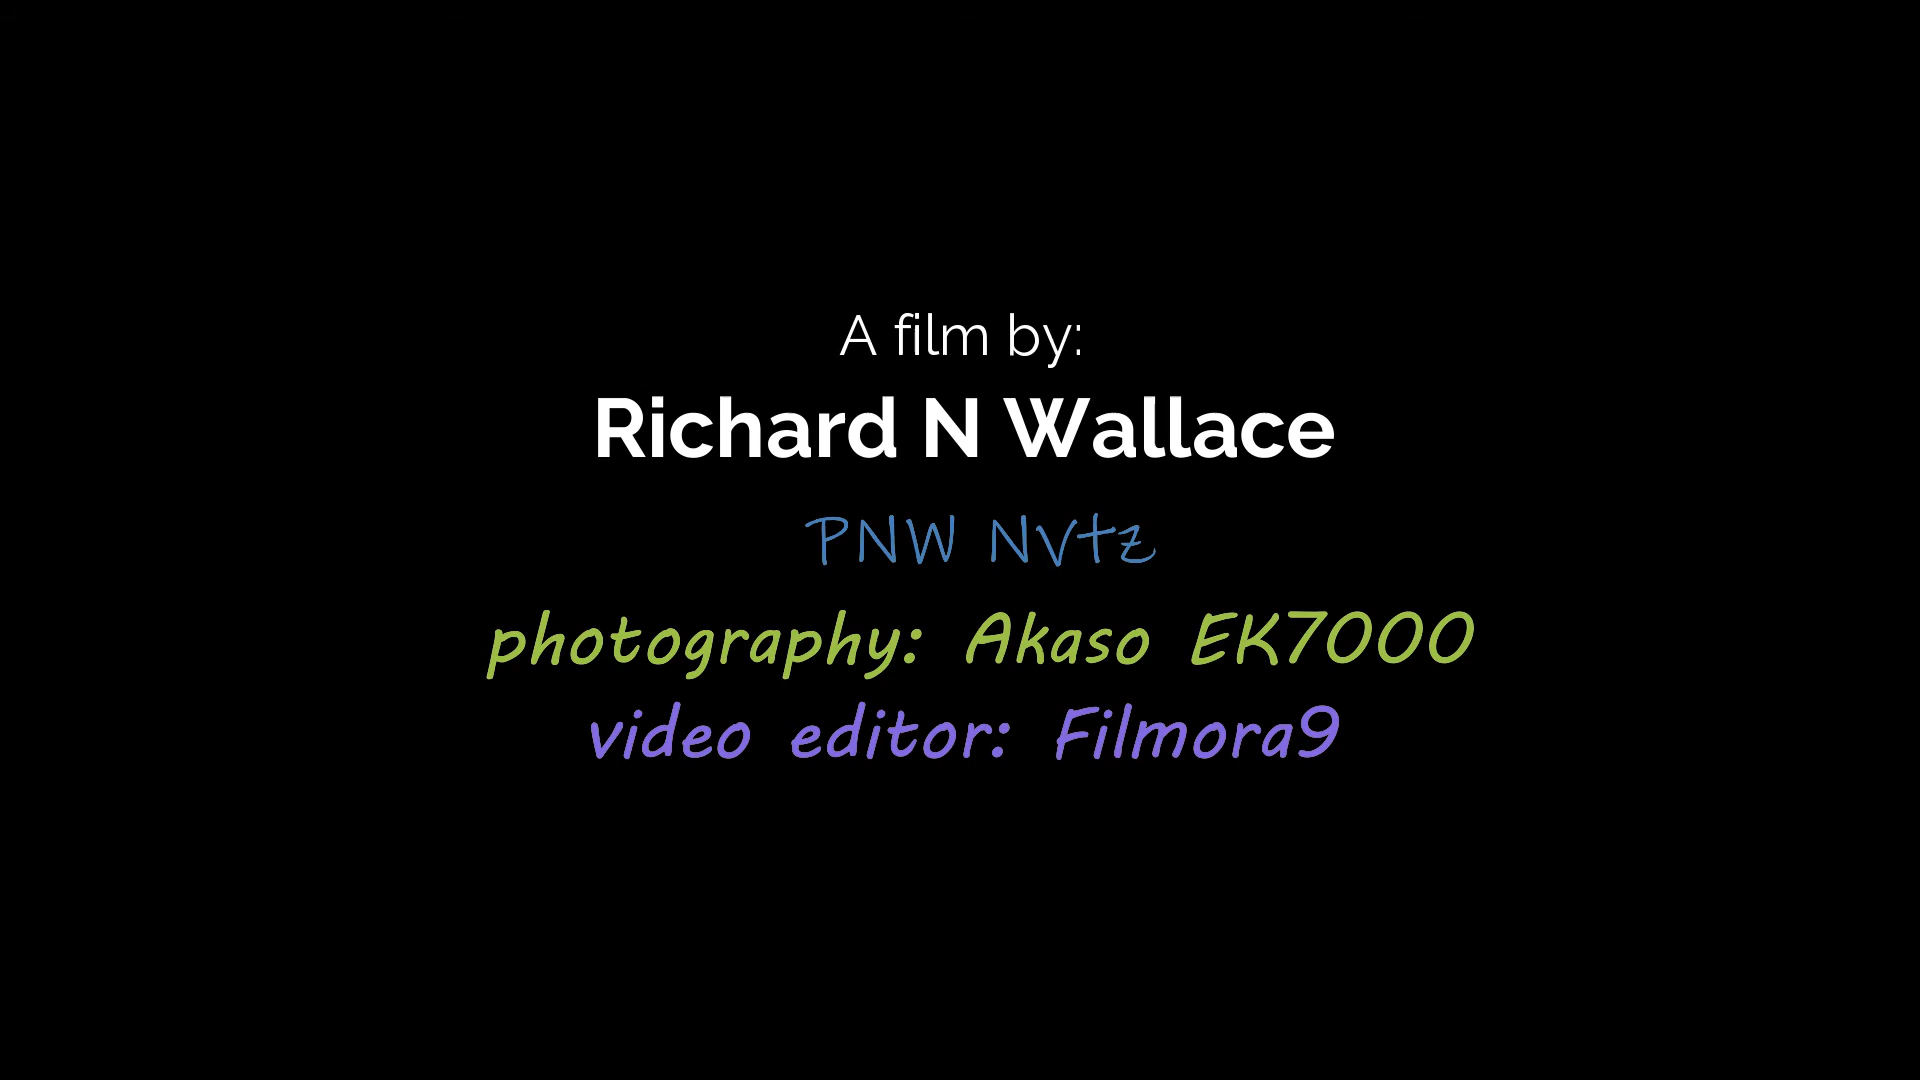 A film by:
Richard N Wallace
PNW NVtz
photography: Akaso EK7000
video editor: Filmora9